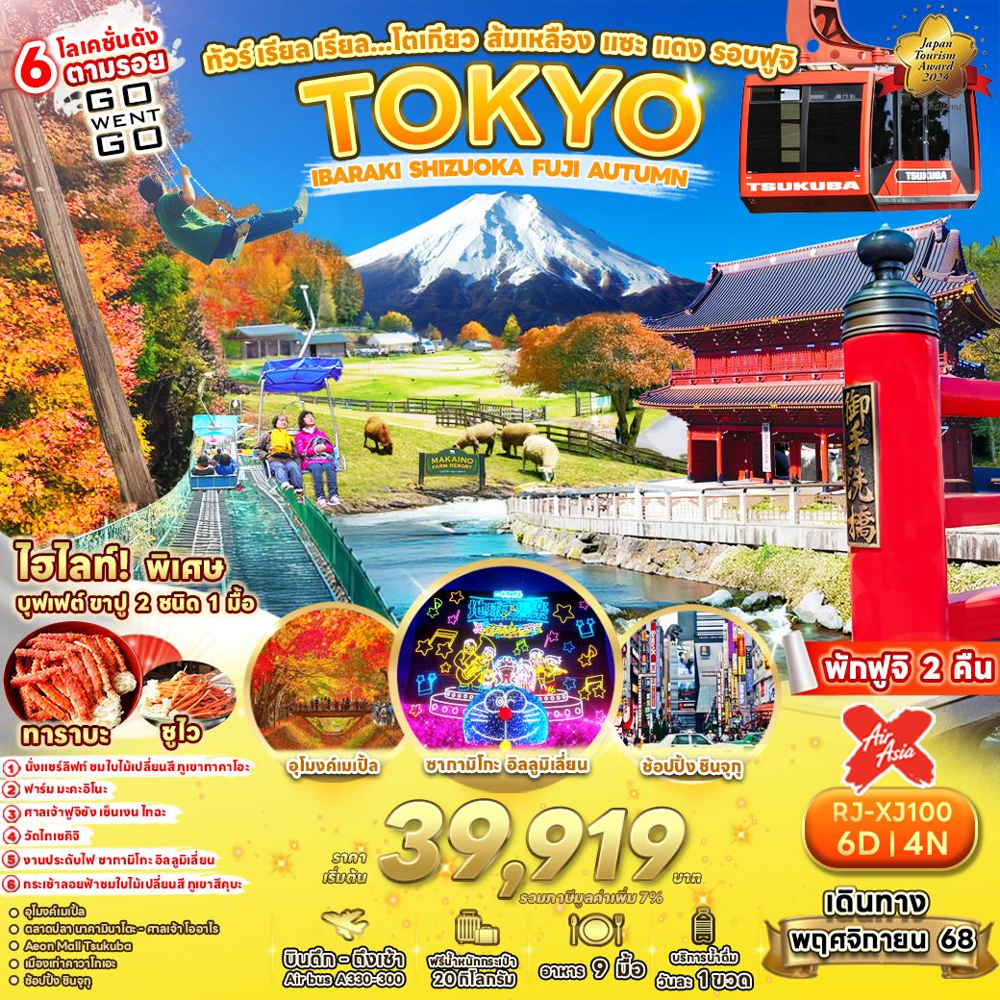 6 โลเคชั่นดัง
ตามรอย
GO
WENT
GO
ทัวร์ เรียล เรียล...โตเกียว ส้มเหลือง แซะ แดง รอบฟูจิ
TOKYO
IBARAKI SHIZUOKA FUJI AUTUMN
Japan
Tourism
Award
2024
in Thailand
TSUKUBA
TSUKUBA
MAKAINO
FARM RESORT
御手洗橋
ไฮไลท์! พิเศษ
บุฟเฟต์ ขาปู 2 ชนิด 1 มื้อ
ทาราบะ
ซูไว
อุโมงค์เมเปิ้ล
ซากามิโกะ อิลลูมิเลี่ยน
ช้อปปิ้ง ชินจุกุ
พักฟูจิ 2 คืน
1 นั่งแชร์ลิฟท์ ชมใบไม้เปลี่ยนสี ภูเขาทาคาโอะ
2 ฟาร์ม มะคะอิโนะ
3 ศาลเจ้าฟูจิซัง เซ็นเงน ไทฉะ
4 วัดไทเซคิจิ
5 งานประดับไฟ ซากามิโกะ อิลลูมิเลี่ยน
6 กระเช้าลอยฟ้าชมใบไม้เปลี่ยนสี ภูเขาสึคุบะ
อุโมงค์เมเปิ้ล
ตลาดปลา นาคามินาโตะ - ศาลเจ้า โออาไร
Aeon Mall Tsukuba
เมืองเก่าคาวาโกเอะ
ช้อปปิ้ง ชินจุกุ
ราคา
เริ่มต้น
39,919
บาท
รวมภาษีมูลค่าเพิ่ม 7%
บินดึก - ถึงเช้า
Airbus A330-300
ฟรีน้ำหนักกระเป๋า
20 กิโลกรัม
อาหาร 9 มื้อ
บริการน้ำดื่ม
วันละ 1 ขวด
Air
Asia
X
RJ-XJ100
6D | 4N
เดินทาง
พฤศจิกายน 68